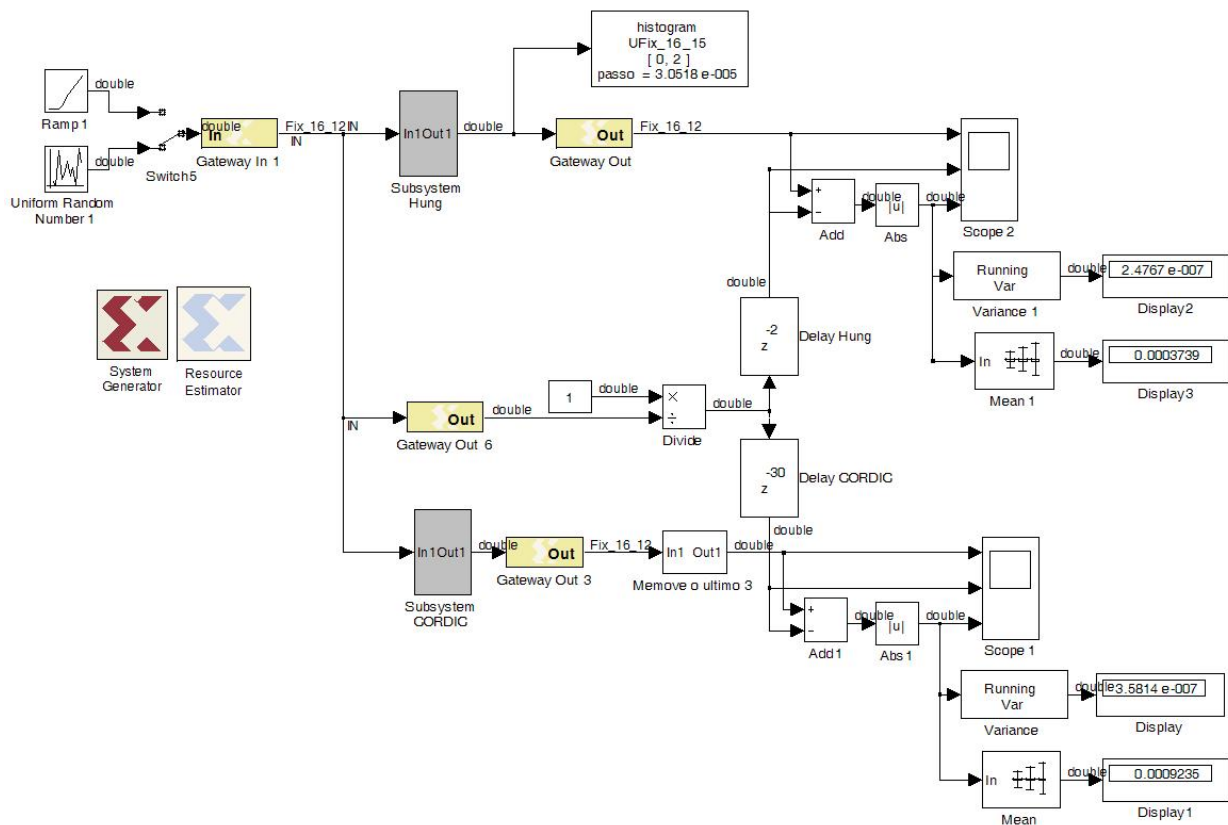 histogram
UFix_16_15
[ 0, 2 ]
passo = 3.0518 e-005
double
Ramp 1
double
Uniform Random
Number 1
Switch5
double
In
Gateway In 1
Fix_16_12
IN
IN
In1 Out1
Subsystem
Hung
double
Out
Gateway Out
Fix_16_12
+
−
Add
double
|u|
Abs
double
Scope 2
Running
Var
Variance 1
double
2.4767 e-007
Display2
In
Mean 1
double
0.0003739
Display3
double
-2
z
Delay Hung
System
Generator
Resource
Estimator
1
double
×
÷
Divide
double
IN
Out
Gateway Out 6
double
-30
z
Delay CORDIC
double
In1 Out1
Subsystem
CORDIC
double
Out
Gateway Out 3
Fix_16_12
In1 Out1
Memove o ultimo 3
double
+
−
Add1
double
|u|
Abs1
double
Scope 1
Running
Var
Variance
double
3.5814 e-007
Display
In
Mean
double
0.0009235
Display1